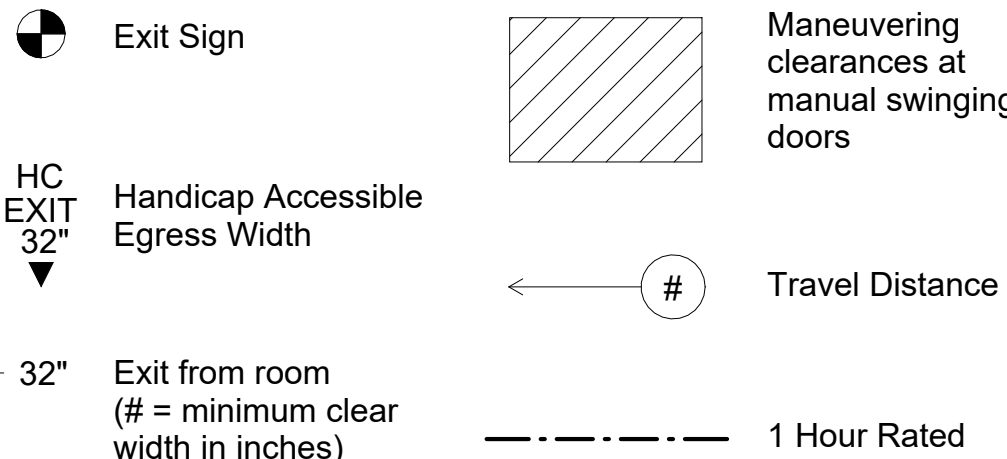 Exit Sign
HC
EXIT
32"
Handicap Accessible
Egress Width
32"
Exit from room
(# = minimum clear
width in inches)
Maneuvering
clearances at
manual swinging
doors
#
Travel Distance
1 Hour Rated